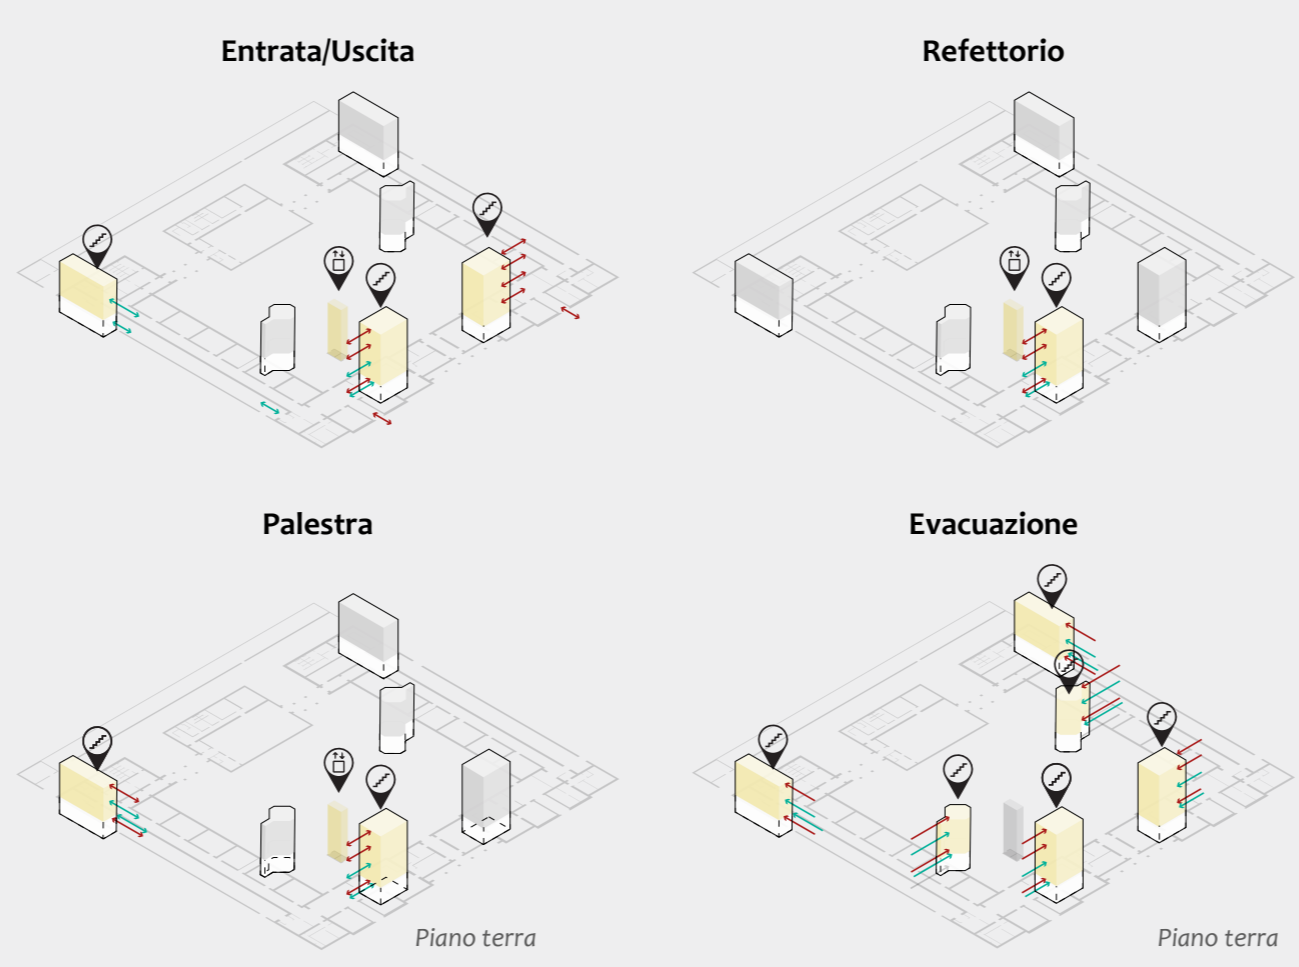 Entrata/Uscita
Refettorio
Palestra
Evacuazione
Piano terra
Piano terra